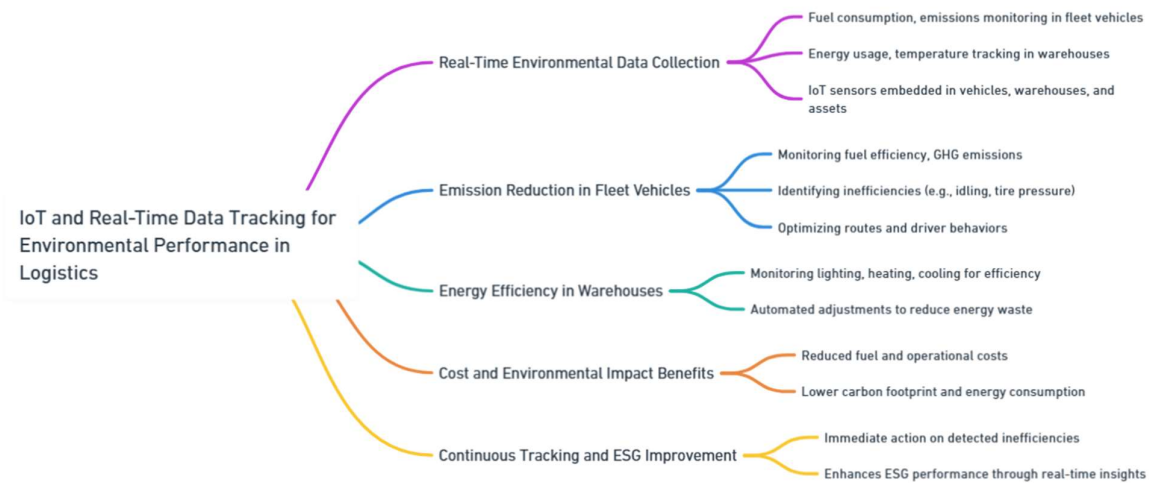 IoT and Real-Time Data Tracking for
Environmental Performance in
Logistics
Real-Time Environmental Data Collection
Fuel consumption, emissions monitoring in fleet vehicles
Energy usage, temperature tracking in warehouses
IoT sensors embedded in vehicles, warehouses, and
assets
Emission Reduction in Fleet Vehicles
Monitoring fuel efficiency, GHG emissions
Identifying inefficiencies (e.g., idling, tire pressure)
Optimizing routes and driver behaviors
Energy Efficiency in Warehouses
Monitoring lighting, heating, cooling for efficiency
Automated adjustments to reduce energy waste
Cost and Environmental Impact Benefits
Reduced fuel and operational costs
Lower carbon footprint and energy consumption
Continuous Tracking and ESG Improvement
Immediate action on detected inefficiencies
Enhances ESG performance through real-time insights